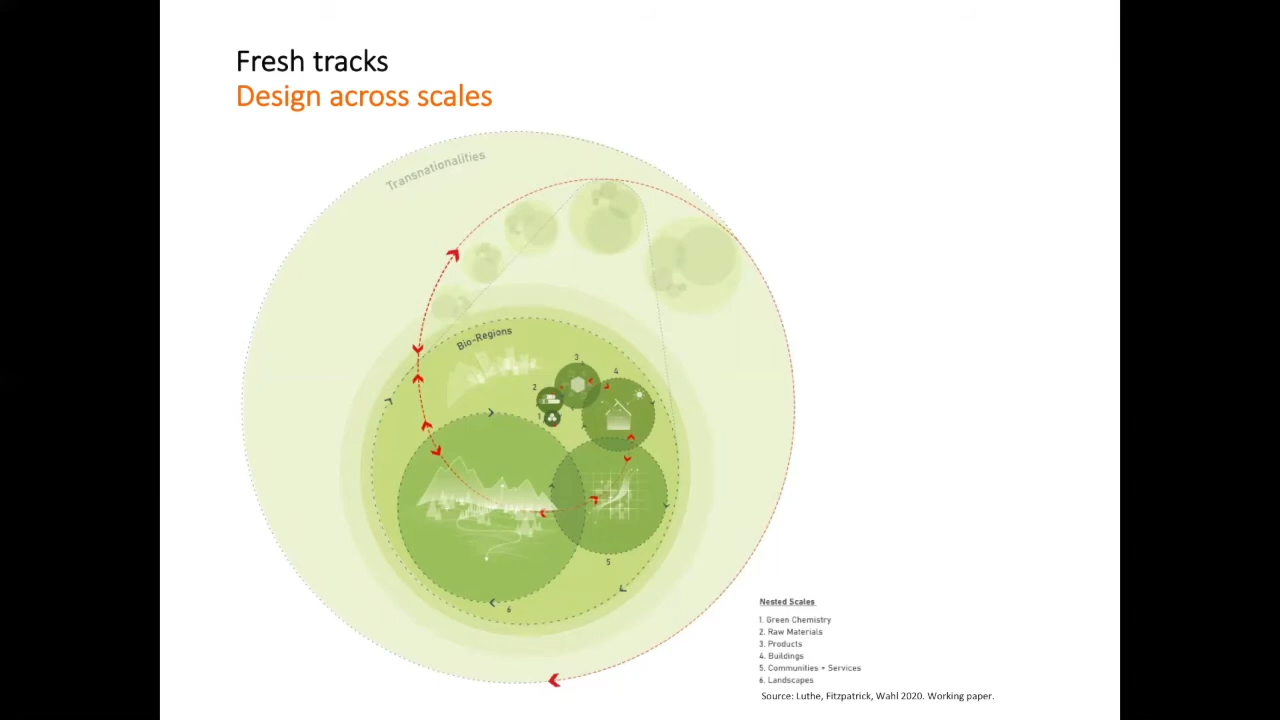 Fresh tracks
Design across scales
Transnationalities
Bio-Regions
3
4
2
1
5
6
Nested Scales
1. Green Chemistry
2. Raw Materials
3. Products
4. Buildings
5. Communities + Services
6. Landscapes
Source: Luthe, Fitzpatrick, Wahl 2020. Working paper.